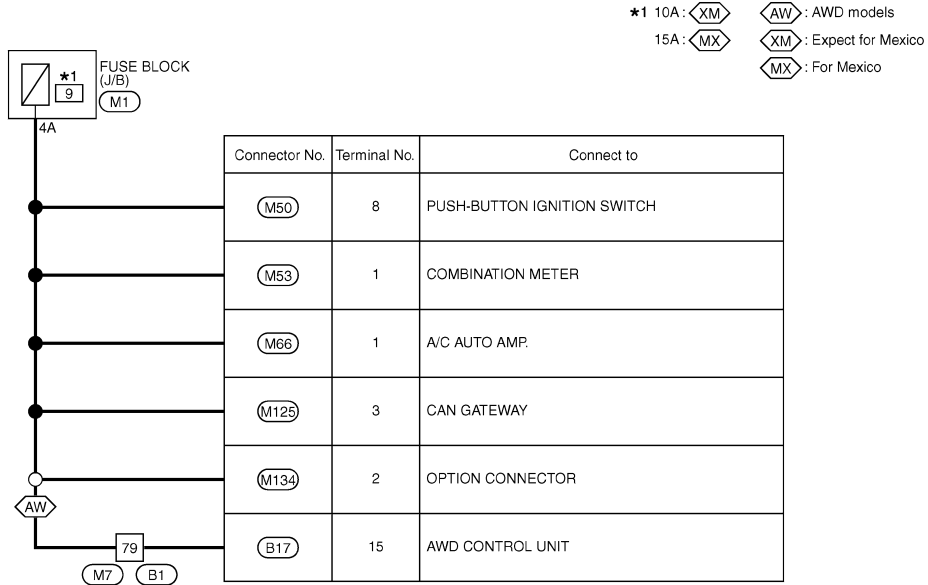 ★1 10A : XM AW : AWD models
15A : MX XM : Expect for Mexico
MX : For Mexico
★1
9
FUSE BLOCK
(J/B)
M1
4A
Connector No. Terminal No. Connect to
M50 8 PUSH-BUTTON IGNITION SWITCH
M53 1 COMBINATION METER
M66 1 A/C AUTO AMP.
M125 3 CAN GATEWAY
M134 2 OPTION CONNECTOR
AW
79 B17 15 AWD CONTROL UNIT
M7 B1